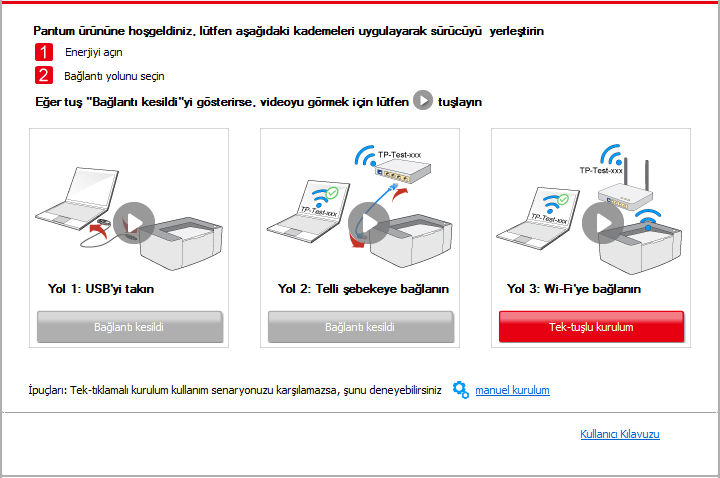 Pantum ürününe hoşgeldiniz, lütfen aşağıdaki kademeleri uygulayarak sürücüyü yerleştirin
1 Enerjiyi açın
2 Bağlantı yolunu seçin
Eğer tuş "Bağlantı kesildi"yi gösterirse, videoyu görmek için lütfen tuşlayın
TP-Test-xxx
TP-Test-xxx
TP-Test-xxx
TP-Test-xxx
Yol 1: USB'yi takın
Yol 2: Telli şebekeye bağlanın
Yol 3: Wi-Fi'ye bağlanın
Bağlantı kesildi
Bağlantı kesildi
Tek-tuşlu kurulum
İpuçları: Tek-tıklamalı kurulum kullanım senaryonuzu karşılamazsa, şunu deneyebilirsiniz manuel kurulum
Kullanıcı Kılavuzu